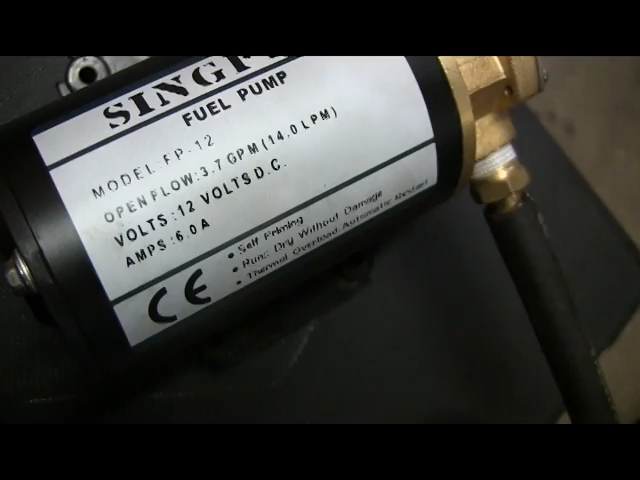 FUEL PUMP
MODEL: FP-12
OPEN FLOW: 3.7 GPM (14.0 LPM)
VOLTS: 12 VOLTS D.C.
AMPS: 6.0 A
• Self Priming
• Runs Dry Without Damage
• Thermal Overload Automatic Restart
CE